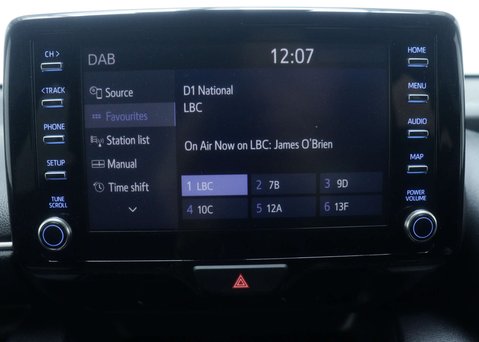 CH >
HOME
DAB
12:07
Source
D1 National
<TRACK
MENU
Favourites
LBC
Station list
PHONE
AUDIO
On Air Now on LBC: James O'Brien
Manual
SETUP
MAP
Time shift
1 LBC
2 7B
3 9D
TUNE
SCROLL
POWER
VOLUME
4 10C
5 12A
6 13F